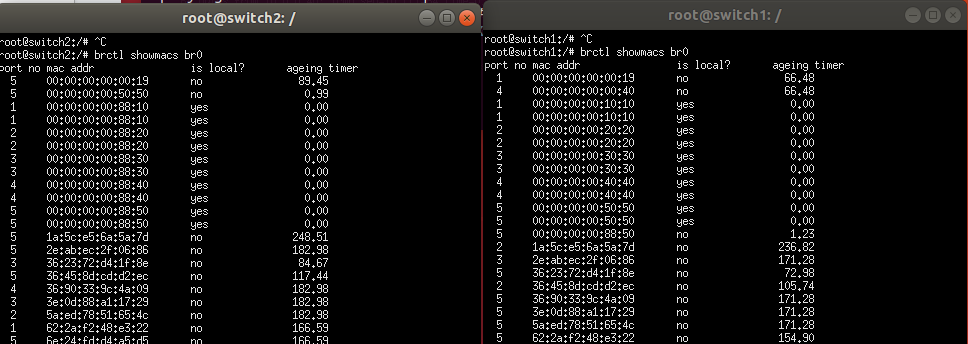 root@switch2: /
root@switch2:/# ^C
root@switch2:/# brctl showmacs br0
port no mac addr is local? ageing timer
5 00:00:00:00:00:19 no 89.45
5 00:00:00:00:50:50 no 0.99
1 00:00:00:00:88:10 yes 0.00
1 00:00:00:00:88:10 yes 0.00
2 00:00:00:00:88:20 yes 0.00
2 00:00:00:00:88:20 yes 0.00
3 00:00:00:00:88:30 yes 0.00
3 00:00:00:00:88:30 yes 0.00
4 00:00:00:00:88:40 yes 0.00
4 00:00:00:00:88:40 yes 0.00
5 00:00:00:00:88:50 yes 0.00
5 00:00:00:00:88:50 yes 0.00
5 1a:5c:e5:6a:5a:7d no 248.51
5 2e:ab:ec:2f:06:86 no 182.98
3 36:23:72:d4:1f:8e no 84.67
5 36:45:8d:cd:d2:ec no 117.44
4 36:90:33:9c:4a:09 no 182.98
3 3e:0d:88:a1:17:29 no 182.98
2 5a:ed:78:51:65:4c no 182.98
1 62:2a:f2:48:e3:22 no 166.59
5 6e:24:fd:d4:a5:d5 no
root@switch1: /
root@switch1:/# ^C
root@switch1:/# brctl showmacs br0
port no mac addr is local? ageing timer
1 00:00:00:00:00:19 no 66.48
4 00:00:00:00:00:40 no 66.48
1 00:00:00:00:10:10 yes 0.00
1 00:00:00:00:10:10 yes 0.00
2 00:00:00:00:20:20 yes 0.00
2 00:00:00:00:20:20 yes 0.00
3 00:00:00:00:30:30 yes 0.00
3 00:00:00:00:30:30 yes 0.00
4 00:00:00:00:40:40 yes 0.00
4 00:00:00:00:40:40 yes 0.00
5 00:00:00:00:50:50 yes 0.00
5 00:00:00:00:50:50 yes 0.00
5 00:00:00:00:88:50 no 1.23
2 1a:5c:e5:6a:5a:7d no 236.82
3 2e:ab:ec:2f:06:86 no 171.28
5 36:23:72:d4:1f:8e no 72.98
2 36:45:8d:cd:d2:ec no 105.74
5 36:90:33:9c:4a:09 no 171.28
5 3e:0d:88:a1:17:29 no 171.28
5 5a:ed:78:51:65:4c no 171.28
5 62:2a:f2:48:e3:22 no 154.90